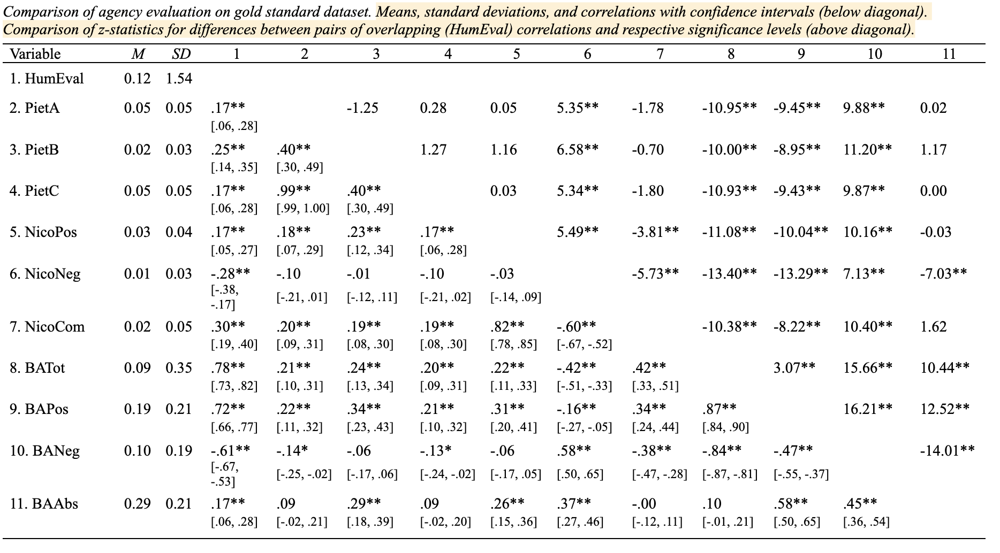 Comparison of agency evaluation on gold standard dataset. Means, standard deviations, and correlations with confidence intervals (below diagonal).
Comparison of z-statistics for differences between pairs of overlapping (HumEval) correlations and respective significance levels (above diagonal).
Variable M SD 1 2 3 4 5 6 7 8 9 10 11
1. HumEval 0.12 1.54
2. PietA 0.05 0.05 .17** -1.25 0.28 0.05 5.35** -1.78 -10.95** -9.45** 9.88** 0.02
[.06, .28]
3. PietB 0.02 0.03 .25** .40** 1.27 1.16 6.58** -0.70 -10.00** -8.95** 11.20** 1.17
[.14, .35] [.30, .49]
4. PietC 0.05 0.05 .17** .99** .40** 0.03 5.34** -1.80 -10.93** -9.43** 9.87** 0.00
[.06, .28] [.99, 1.00] [.30, .49]
5. NicoPos 0.03 0.04 .17** .18** .23** .17** 5.49** -3.81** -11.08** -10.04** 10.16** -0.03
[.05, .27] [.07, .29] [.12, .34] [.06, .28]
6. NicoNeg 0.01 0.03 -.28** -.10 -.01 -.10 -.03 -5.73** -13.40** -13.29** 7.13** -7.03**
[-.38,
-.17] [-.21, .01] [-.12, .11] [-.21, .02] [-.14, .09]
7. NicoCom 0.02 0.05 .30** .20** .19** .19** .82** -.60** -10.38** -8.22** 10.40** 1.62
[.19, .40] [.09, .31] [.08, .30] [.08, .30] [.78, .85] [-.67, -.52]
8. BATot 0.09 0.35 .78** .21** .24** .20** .22** -.42** .42** 3.07** 15.66** 10.44**
[.73, .82] [.10, .31] [.13, .34] [.09, .31] [.11, .33] [-.51, -.33] [.33, .51]
9. BAPos 0.19 0.21 .72** .22** .34** .21** .31** -.16** .34** .87** 16.21** 12.52**
[.66, .77] [.11, .32] [.23, .43] [.10, .32] [.20, .41] [-.27, -.05] [.24, .44] [.84, .90]
10. BANeg 0.10 0.19 -.61** -.14* -.06 -.13* -.06 .58** -.38** -.84** -.47** -14.01**
[-.67,
-.53] [-.25, -.02] [-.17, .06] [-.24, -.02] [-.17, .05] [.50, .65] [-.47, -.28] [-.87, -.81] [-.55, -.37]
11. BAAbs 0.29 0.21 .17** .09 .29** .09 .26** .37** -.00 .10 .58** .45**
[.06, .28] [-.02, .21] [.18, .39] [-.02, .20] [.15, .36] [.27, .46] [-.12, .11] [-.01, .21] [.50, .65] [.36, .54]